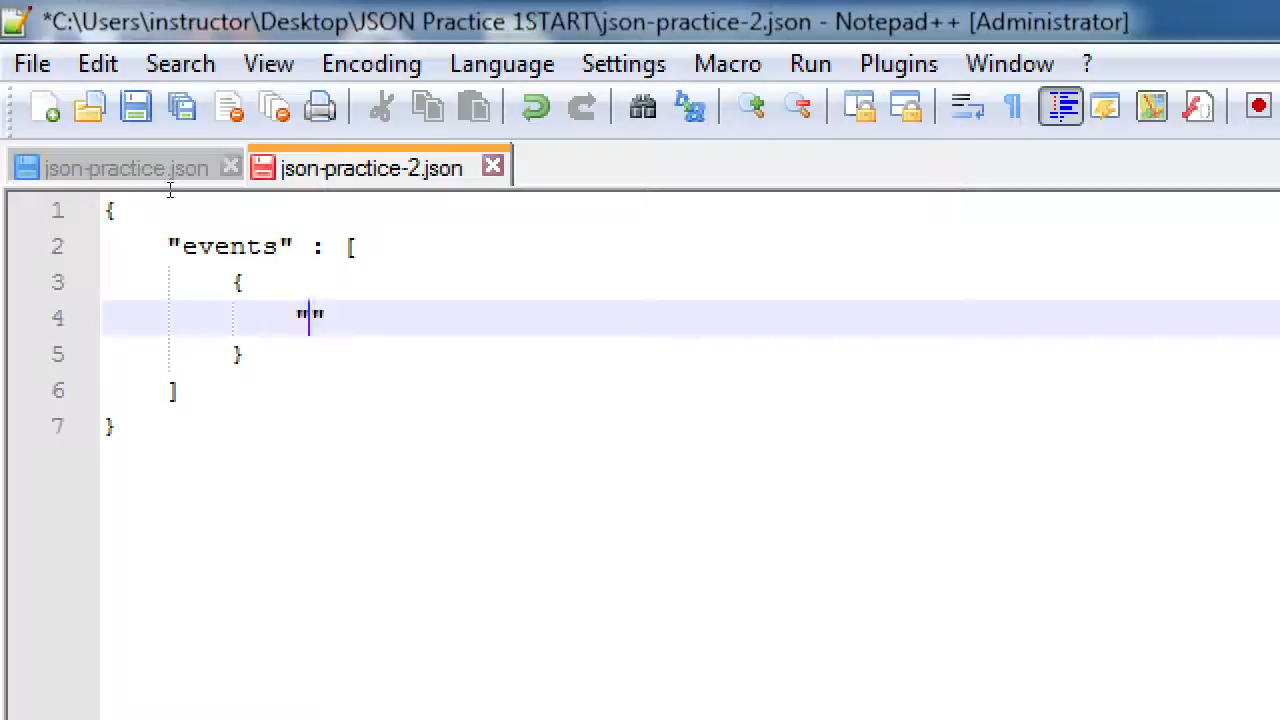 *C:\Users\instructor\Desktop\JSON Practice 1START\json-practice-2.json - Notepad++ [Administrator]
File Edit Search View Encoding Language Settings Macro Run Plugins Window ?
json-practice.json json-practice-2.json
1 {
2 "events" : [
3 {
4 ""
5 }
6 ]
7 }